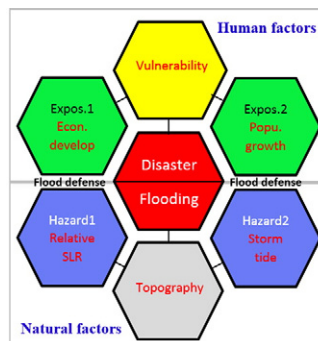 Human factors
Vulnerability
Expos.1
Econ.
develop
Expos.2
Popu.
growth
Disaster
Flood defense
Flood defense
Flooding
Hazard1
Relative
SLR
Hazard2
Storm
tide
Topography
Natural factors